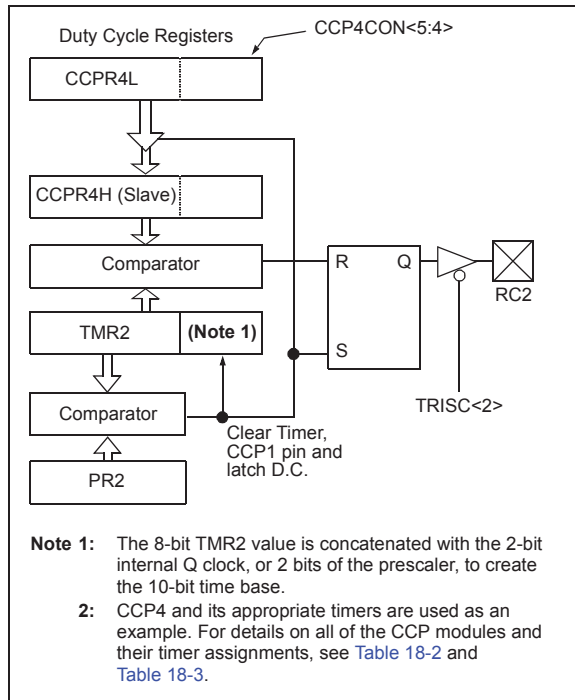 Duty Cycle Registers
CCP4CON<5:4>
CCPR4L
CCPR4H (Slave)
Comparator
R
Q
RC2
TMR2
(Note 1)
S
TRISC<2>
Comparator
Clear Timer,
CCP1 pin and
latch D.C.
PR2
Note 1: The 8-bit TMR2 value is concatenated with the 2-bit
internal Q clock, or 2 bits of the prescaler, to create
the 10-bit time base.
2: CCP4 and its appropriate timers are used as an
example. For details on all of the CCP modules and
their timer assignments, see Table 18-2 and
Table 18-3.